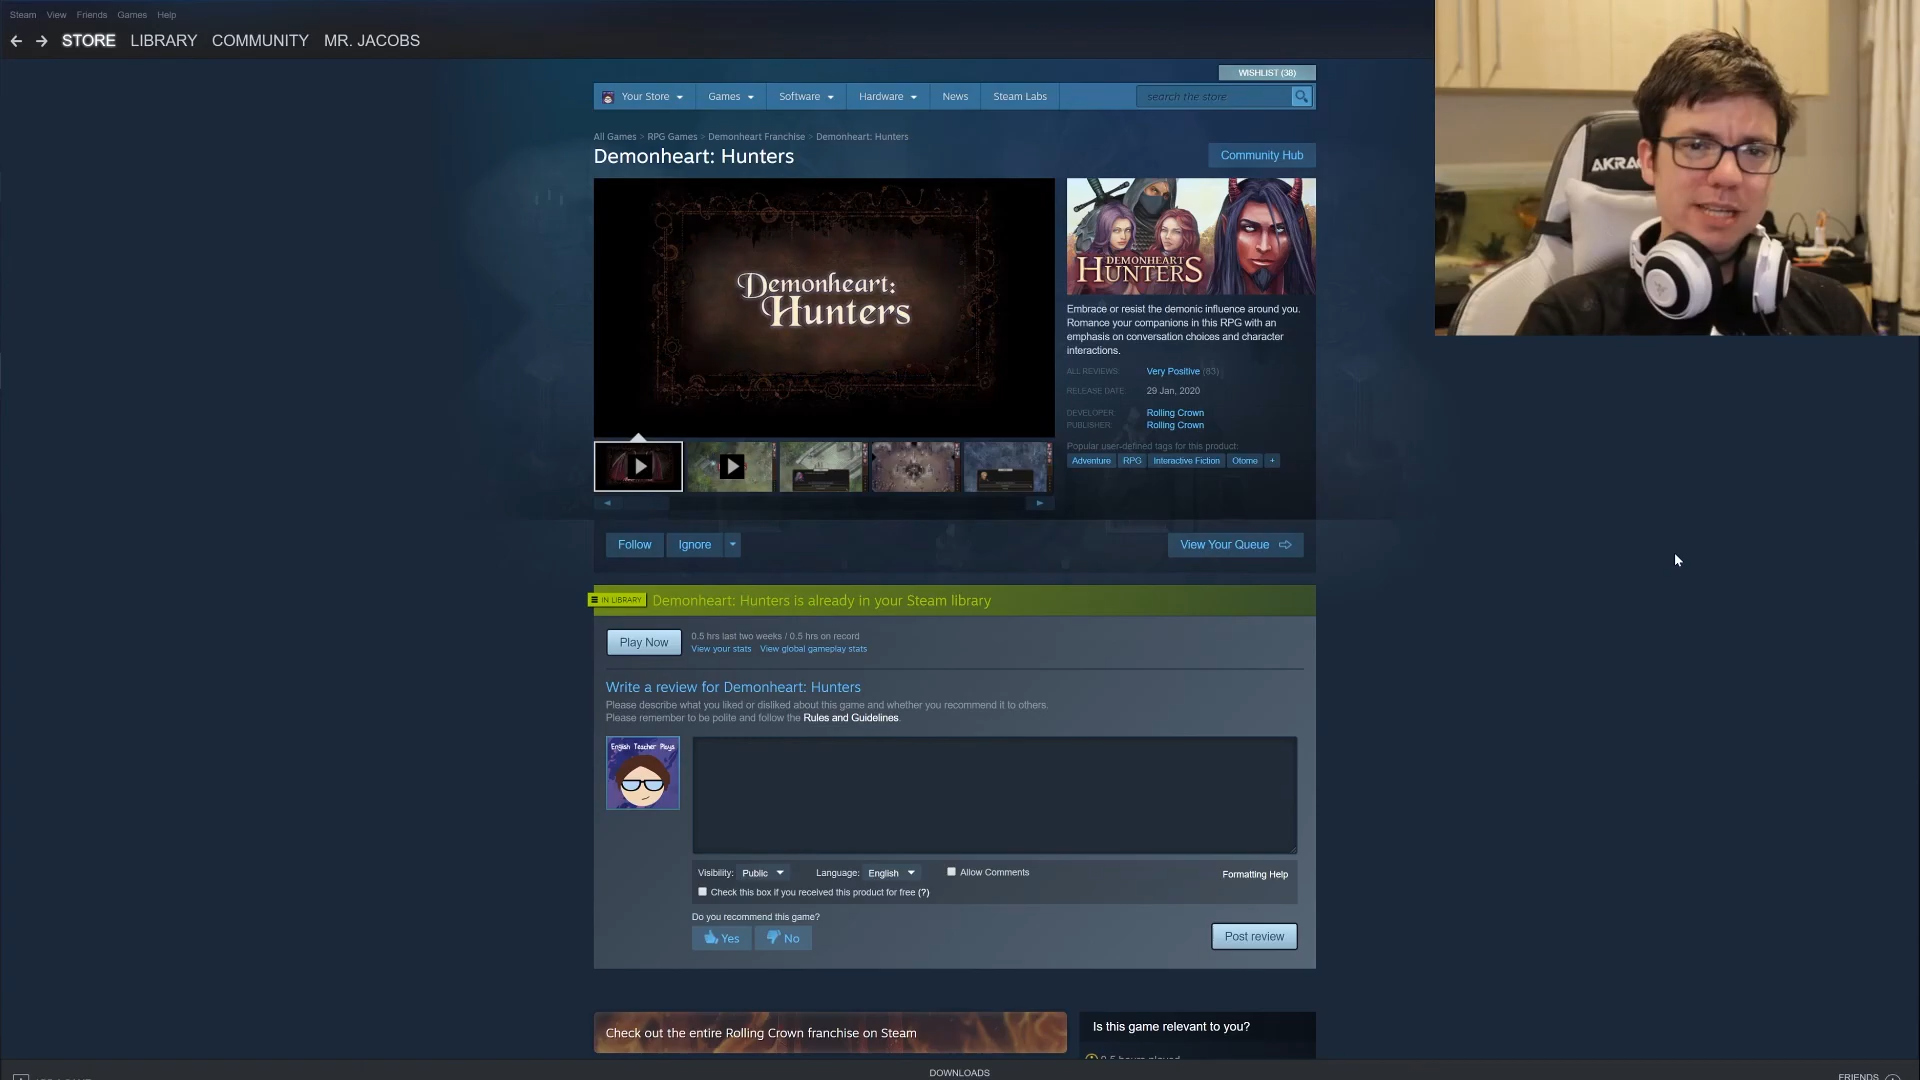 Steam View Friends Games Help
STORE LIBRARY COMMUNITY MR. JACOBS
AKRA
WISHLIST (38)
Your Store Games Software Hardware News Steam Labs search the store
All Games > RPG Games > Demonheart Franchise > Demonheart: Hunters
Demonheart: Hunters
Community Hub
Demonheart:
Hunters
DEMONHEART
HUNTERS
Embrace or resist the demonic influence around you.
Romance your companions in this RPG with an
emphasis on conversation choices and character
interactions.
ALL REVIEWS: Very Positive (83)
RELEASE DATE: 29 Jan, 2020
DEVELOPER: Rolling Crown
PUBLISHER: Rolling Crown
Popular user-defined tags for this product:
Adventure RPG Interactive Fiction Otome +
Follow Ignore View Your Queue
IN LIBRARY Demonheart: Hunters is already in your Steam library
Play Now
0.5 hrs last two weeks / 0.5 hrs on record
View your stats View global gameplay stats
Write a review for Demonheart: Hunters
Please describe what you liked or disliked about this game and whether you recommend it to others.
Please remember to be polite and follow the Rules and Guidelines.
English Teacher Plays
Visibility: Public Language: English Allow Comments Formatting Help
Check this box if you received this product for free (?)
Do you recommend this game?
Yes No
Post review
Check out the entire Rolling Crown franchise on Steam
Is this game relevant to you?
0.5 hours played
DOWNLOADS
FRIENDS